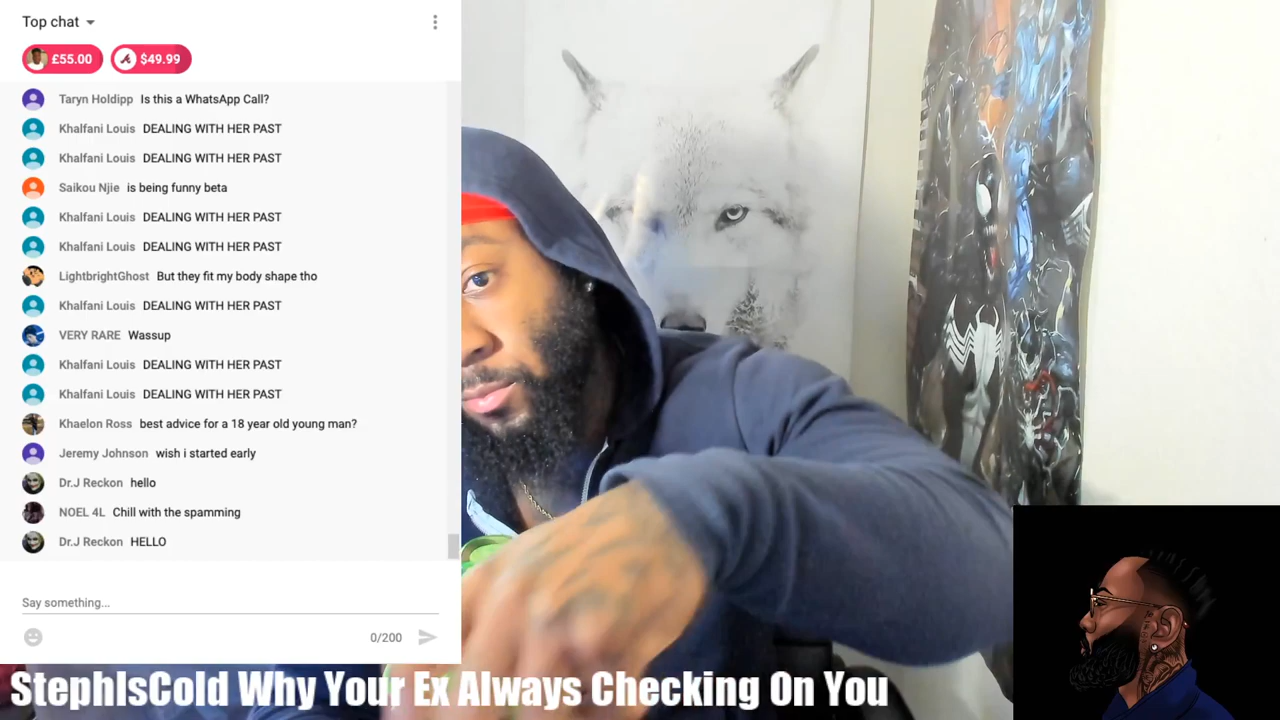 Top chat
£55.00 $49.99
Taryn Holdipp Is this a WhatsApp Call?
Khalfani Louis DEALING WITH HER PAST
Khalfani Louis DEALING WITH HER PAST
Saikou Njie is being funny beta
Khalfani Louis DEALING WITH HER PAST
Khalfani Louis DEALING WITH HER PAST
LightbrightGhost But they fit my body shape tho
Khalfani Louis DEALING WITH HER PAST
VERY RARE Wassup
Khalfani Louis DEALING WITH HER PAST
Khalfani Louis DEALING WITH HER PAST
Khaelon Ross best advice for a 18 year old young man?
Jeremy Johnson wish i started early
Dr.J Reckon hello
NOEL 4L Chill with the spamming
Dr.J Reckon HELLO
Say something...
0/200
StephIsCold Why Your Ex Always Checking On You